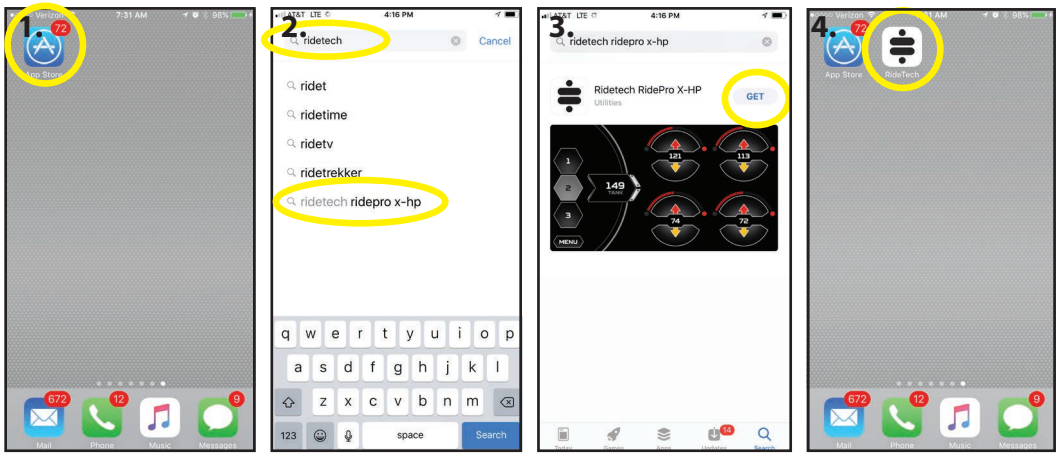 1.
Verizon 7:31 AM 98%
72
App Store
672
12
9
Mail Phone Music Messages
2.
AT&T LTE 4:16 PM
ridetech Cancel
ridet
ridetime
ridetv
ridetrekker
ridetech ridepro x-hp
q w e r t y u i o p
a s d f g h j k l
z x c v b n m
123 space Search
3.
AT&T LTE 4:16 PM
ridetech ridepro x-hp
Ridetech RidePro X-HP
Utilities
GET
1
2
3
MENU
149
TANK
121
113
74
72
14
Today Games Apps Updates Search
4.
Verizon 98%
72
App Store RideTech
672
12
9
Mail Phone Music Messages